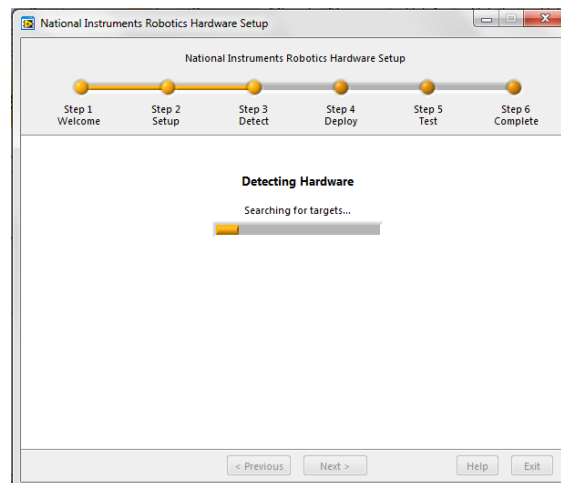 National Instruments Robotics Hardware Setup
National Instruments Robotics Hardware Setup
Step 1 Step 2 Step 3 Step 4 Step 5 Step 6
Welcome Setup Detect Deploy Test Complete
Detecting Hardware
Searching for targets...
< Previous Next > Help Exit